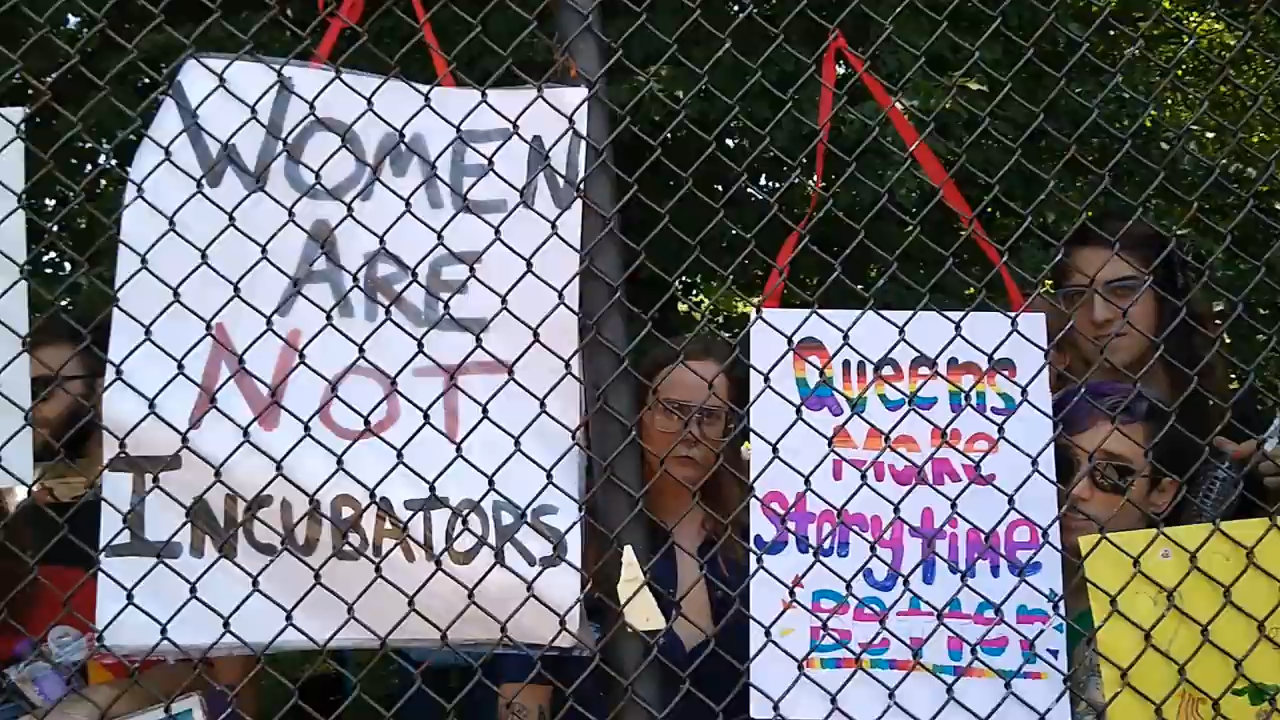 WOMEN
ARE
NOT
INCUBATORS
Queens
Make
Storytime
Better